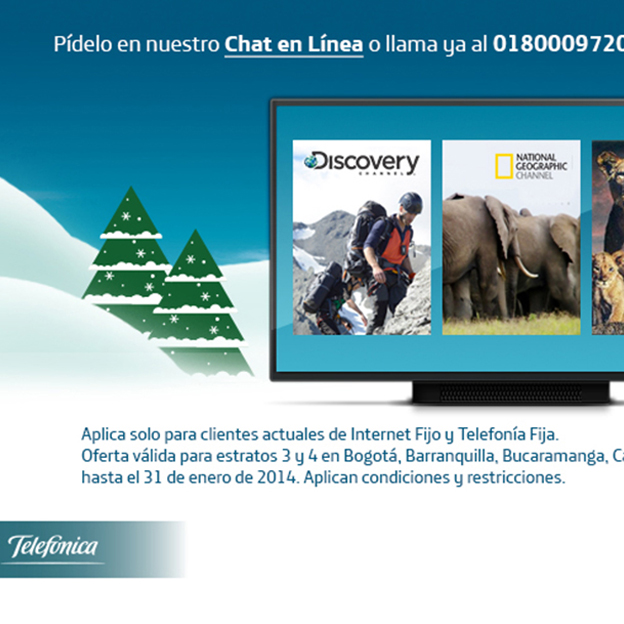 Pídelo en nuestro Chat en Línea o llama ya al 0180009720
Discovery
CHANNEL
NATIONAL
GEOGRAPHIC
CHANNEL
Aplica solo para clientes actuales de Internet Fijo y Telefonía Fija.
Oferta válida para estratos 3 y 4 en Bogotá, Barranquilla, Bucaramanga,
hasta el 31 de enero de 2014. Aplican condiciones y restricciones.
Telefónica